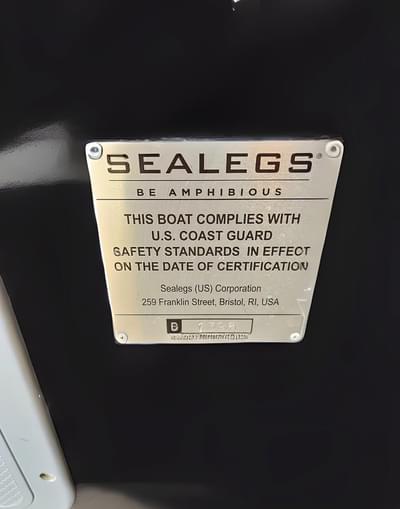 SEALEGS®
BE AMPHIBIOUS
THIS BOAT COMPLIES WITH
U.S. COAST GUARD
SAFETY STANDARDS IN EFFECT
ON THE DATE OF CERTIFICATION
Sealegs (US) Corporation
259 Franklin Street, Bristol, RI, USA
B